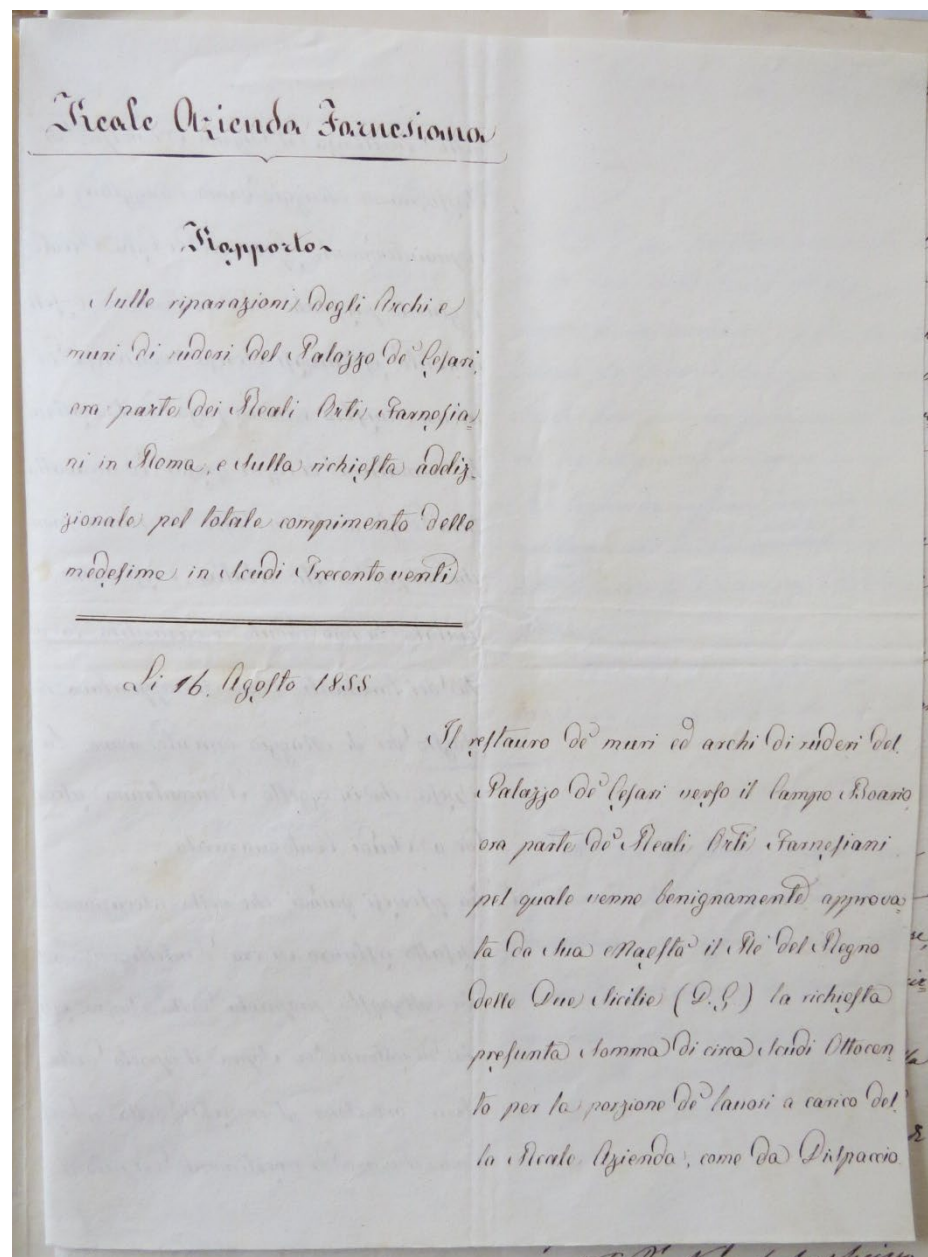 Reale Azienda Farnesiana
Rapporto
Sulle riparazioni degli Archi e
muri di ruderi del Palazzo de' Cesari,
ora parte dei Reali Orti Farnesia=
ni in Roma, e sulla richiesta addiz=
zionale pel totale compimento delle
medesime in Scudi Trecento venti
Li 16. Agosto 1855
Il restauro de' muri ed archi di ruderi del
Palazzo de' Cesari verso il Campo Boario
ora parte de' Reali Orti Farnesiani
pel quale venne benignamente approva=
ta da Sua Maestà il Re del Regno
delle Due Sicilie (D. G.) la richiesta
presunta somma di circa Scudi Ottocen
to per la porzione de' lavori a carico del
la Reale Azienda, come da Dispaccio